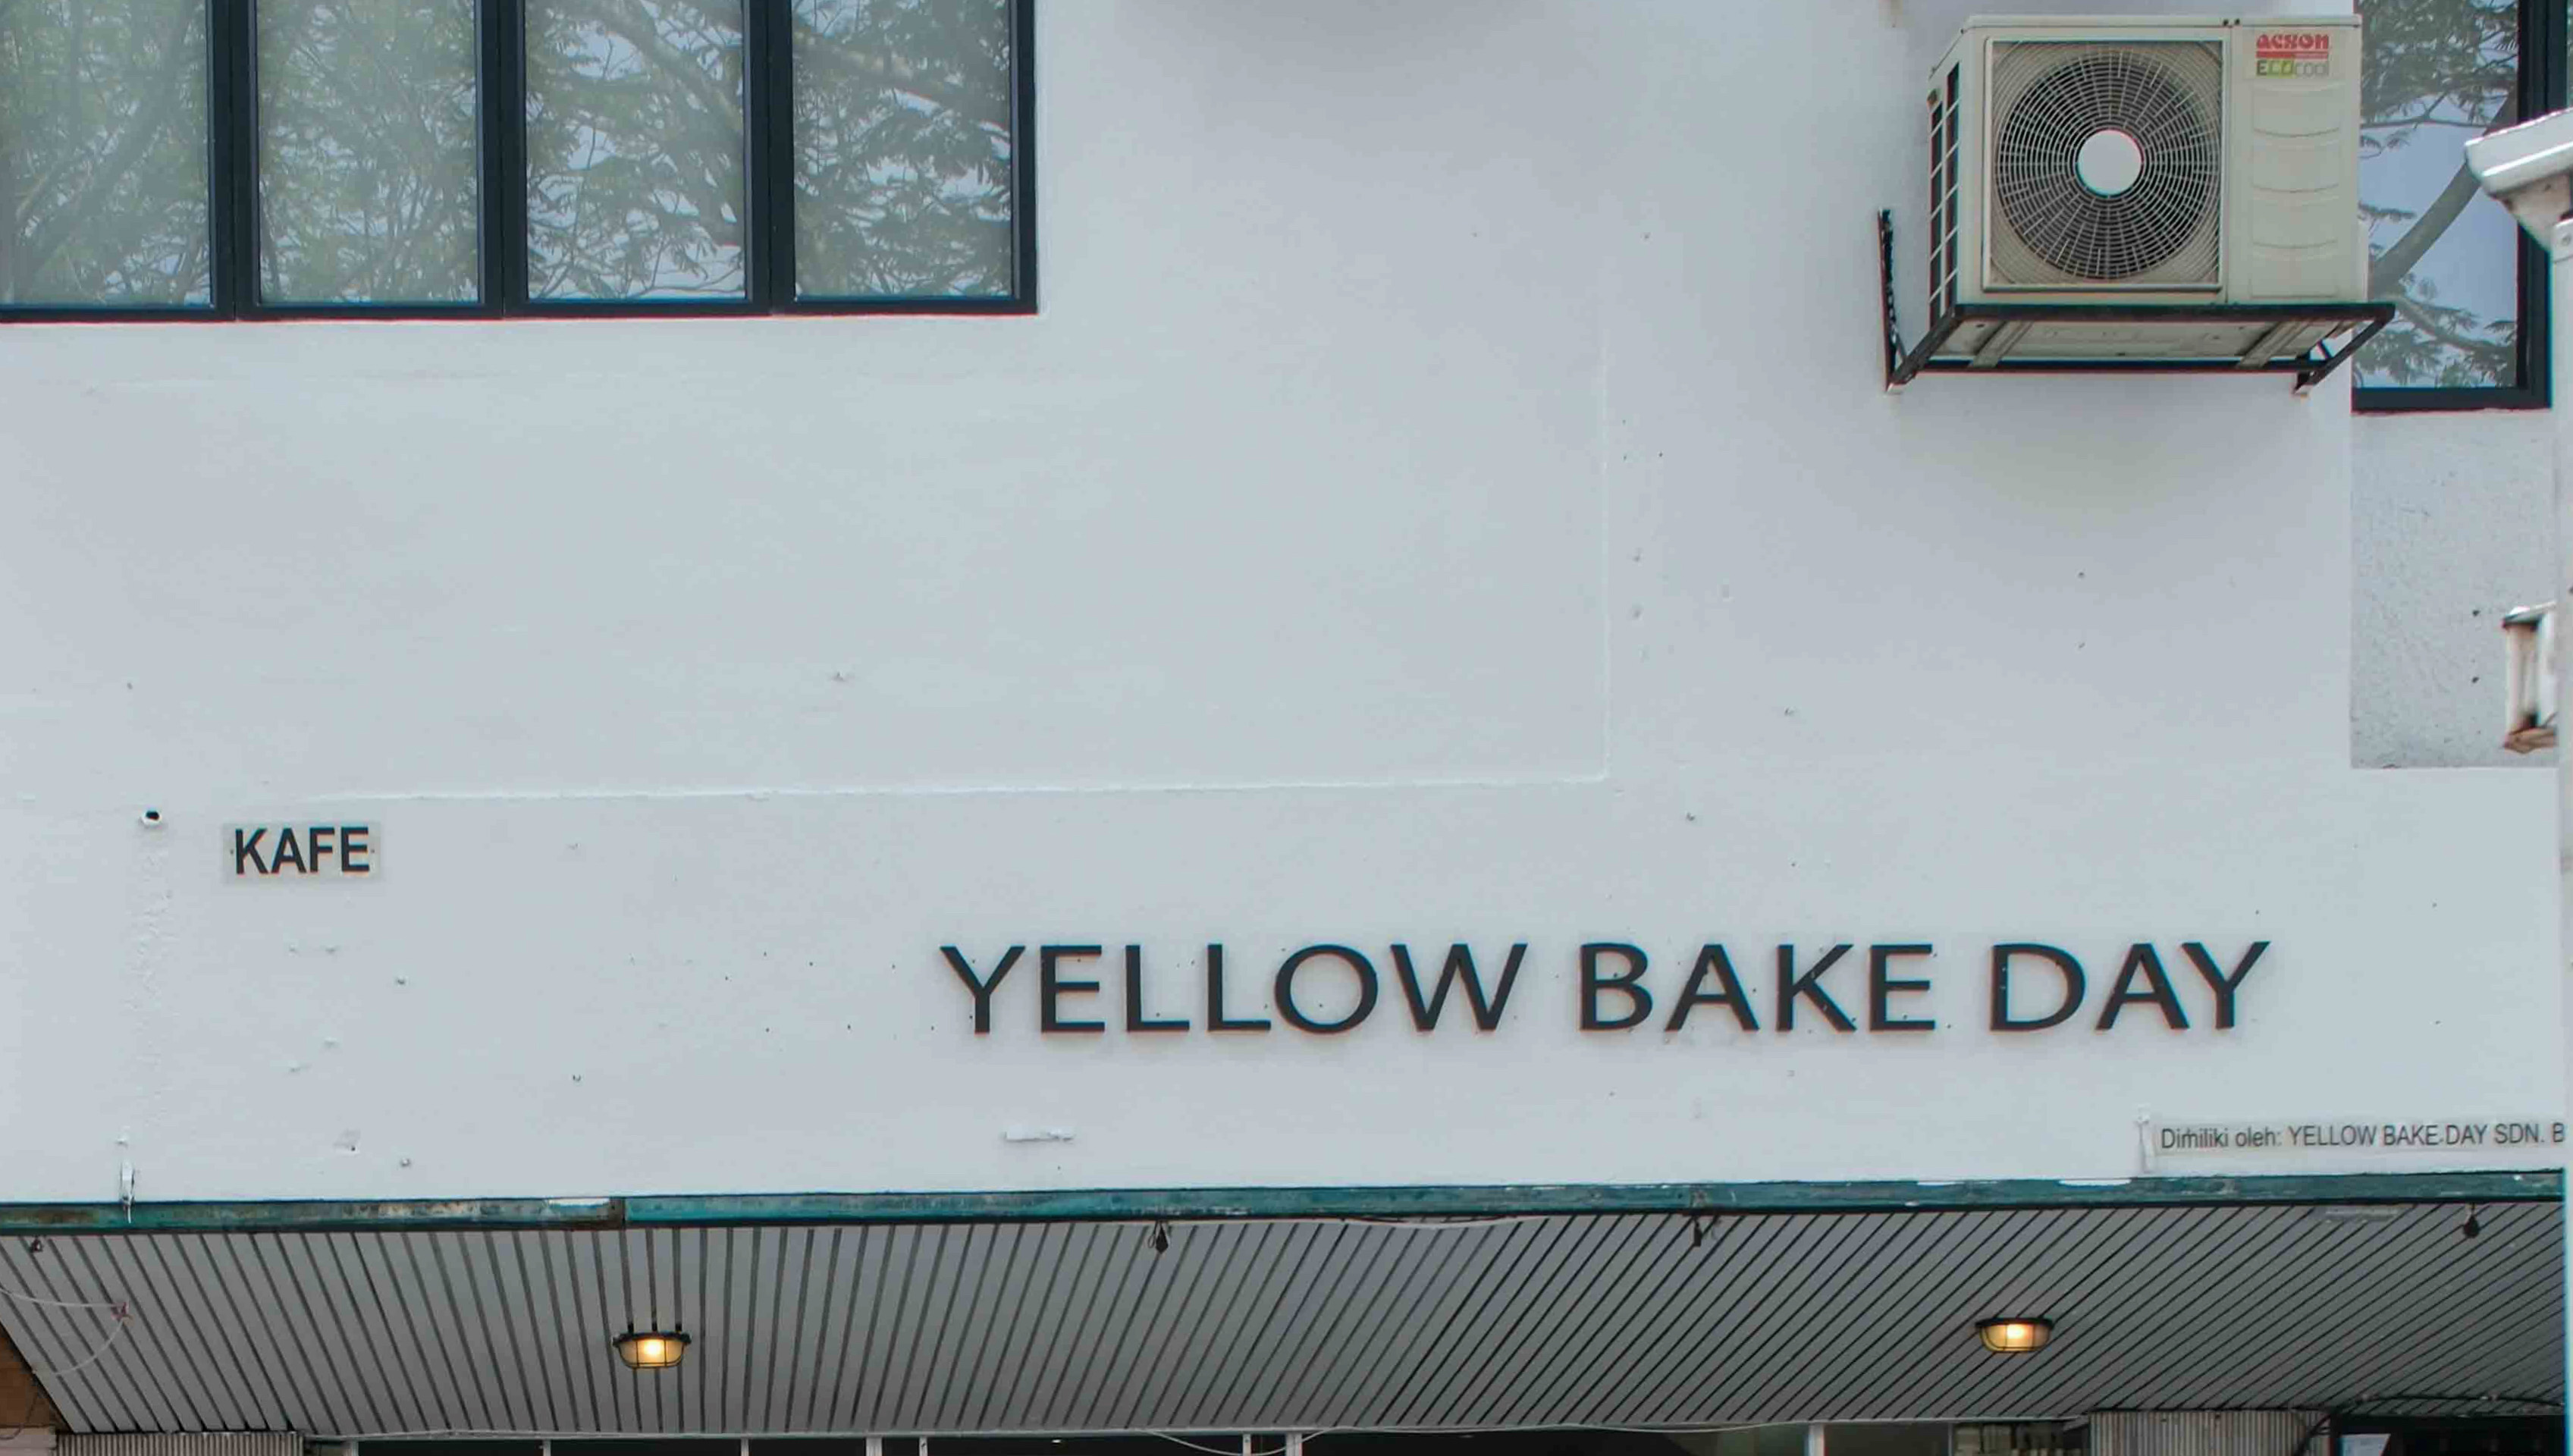 acson
ECOcool
KAFE
YELLOW BAKE DAY
Dimiliki oleh: YELLOW BAKE DAY SDN. B